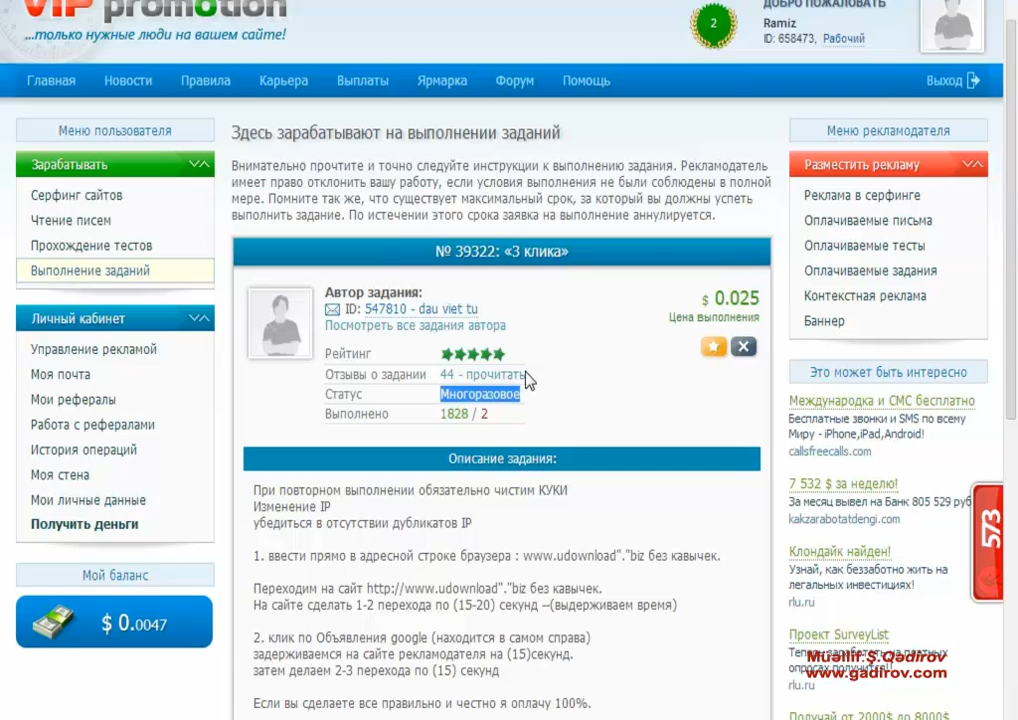 VIP promotion
...только нужные люди на вашем сайте!
2
ДОБРО ПОЖАЛОВАТЬ
Ramiz
ID: 658473, Рабочий
Главная Новости Правила Карьера Выплаты Ярмарка Форум Помощь Выход
Меню пользователя
Зарабатывать
Серфинг сайтов
Чтение писем
Прохождение тестов
Выполнение заданий
Личный кабинет
Управление рекламой
Моя почта
Мои рефералы
Работа с рефералами
История операций
Моя стена
Мои личные данные
Получить деньги
Мой баланс
$ 0.0047
Здесь зарабатывают на выполнении заданий
Внимательно прочтите и точно следуйте инструкции к выполнению задания. Рекламодатель
имеет право отклонить вашу работу, если условия выполнения не были соблюдены в полной
мере. Помните так же, что существует максимальный срок, за который вы должны успеть
выполнить задание. По истечении этого срока заявка на выполнение аннулируется.
№ 39322: «3 клика»
Автор задания:
ID: 547810 - dau viet tu
Посмотреть все задания автора
$ 0.025
Цена выполнения
Рейтинг
Отзывы о задании 44 - прочитать
Статус Многоразовое
Выполнено 1828 / 2
Описание задания:
При повторном выполнении обязательно чистим КУКИ
Изменение IP
убедиться в отсутствии дубликатов IP
1. ввести прямо в адресной строке браузера : www.udownload"."biz без кавычек.
Переходим на сайт http://www.udownload"."biz без кавычек.
На сайте сделать 1-2 перехода по (15-20) секунд --(выдерживаем время)
2. клик по Объявления google (находится в самом справа)
задерживаемся на сайте рекламодателя на (15)секунд.
затем делаем 2-3 перехода по (15) секунд
Если вы сделаете все правильно и честно я оплачу 100%.
Меню рекламодателя
Разместить рекламу
Реклама в серфинге
Оплачиваемые письма
Оплачиваемые тесты
Оплачиваемые задания
Контекстная реклама
Баннер
Это может быть интересно
Международка и СМС бесплатно
Бесплатные звонки и SMS по всему
Миру - iPhone,iPad,Android!
callsfreecalls.com
7 532 $ за неделю!
За месяц вывел на Банк 805 529 руб
kakzarabotatdengi.com
573
Клондайк найден!
Узнай, как беззаботно жить на
легальных инвестициях!
rlu.ru
Проект SurveyList
Теперь заработать на платных
опросах получится!!
rlu.ru
Müəllif.Ş.Qədirov
www.gadirov.com
Получай от 2000$ до 8000$